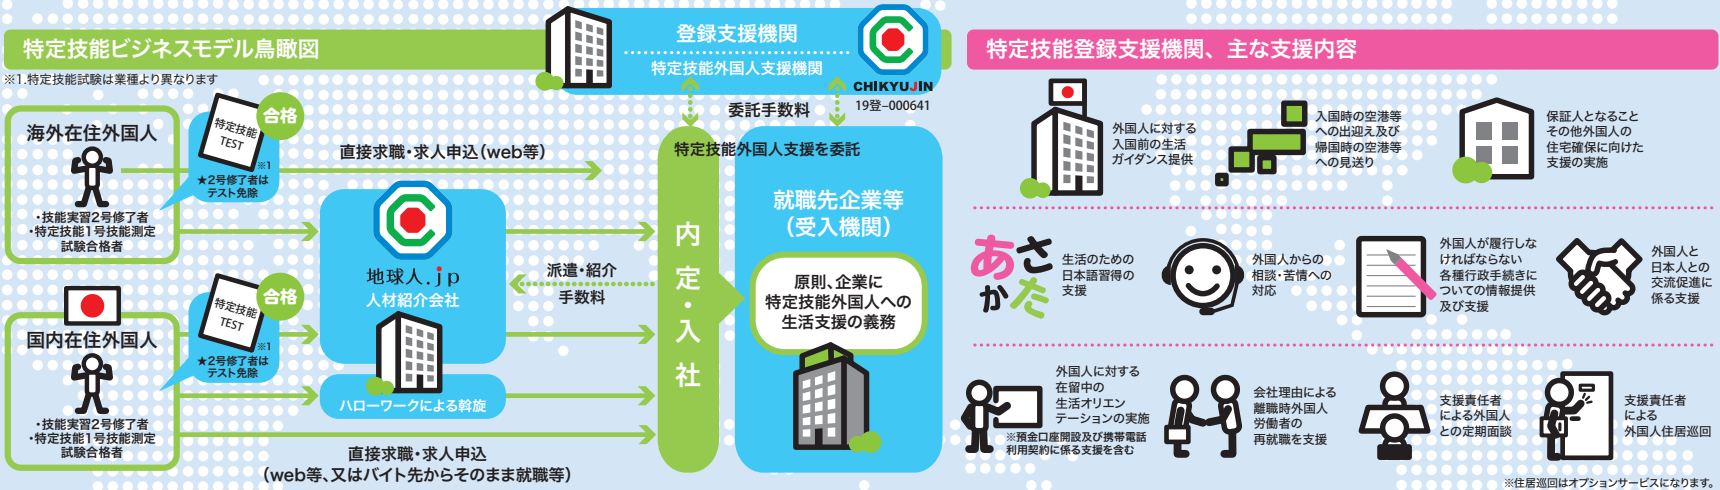 特定技能ビジネスモデル鳥瞰図
※1.特定技能試験は業種より異なります
登録支援機関
特定技能外国人支援機関
CHIKYUJIN
19登–000641
委託手数料
海外在住外国人
特定技能
TEST
合格
※1
★2号修了者は
テスト免除
・技能実習2号修了者
・特定技能1号技能測定
試験合格者
直接求職・求人申込(web等)
地球人.jp
人材紹介会社
派遣・紹介
手数料
国内在住外国人
特定技能
TEST
合格
※1
★2号修了者は
テスト免除
・技能実習2号修了者
・特定技能1号技能測定
試験合格者
ハローワークによる斡旋
直接求職・求人申込
(web等、又はバイト先からそのまま就職等)
特定技能外国人支援を委託
内定・入社
就職先企業等
(受入機関)
原則、企業に
特定技能外国人への
生活支援の義務
特定技能登録支援機関、主な支援内容
外国人に対する
入国前の生活
ガイダンス提供
入国時の空港等
への出迎え及び
帰国時の空港等
への見送り
保証人となること
その他外国人の
住宅確保に向けた
支援の実施
あさ
かた
生活のための
日本語習得の
支援
外国人からの
相談・苦情への
対応
外国人が履行しな
ければならない
各種行政手続きに
ついての情報提供
及び支援
外国人と
日本人との
交流促進に
係る支援
外国人に対する
在留中の
生活オリエン
テーションの実施
※預金口座開設及び携帯電話
利用契約に係る支援を含む
会社理由による
離職時外国人
労働者の
再就職を支援
支援責任者
による外国人
との定期面談
支援責任者
による
外国人住居巡回
※住居巡回はオプションサービスになります。